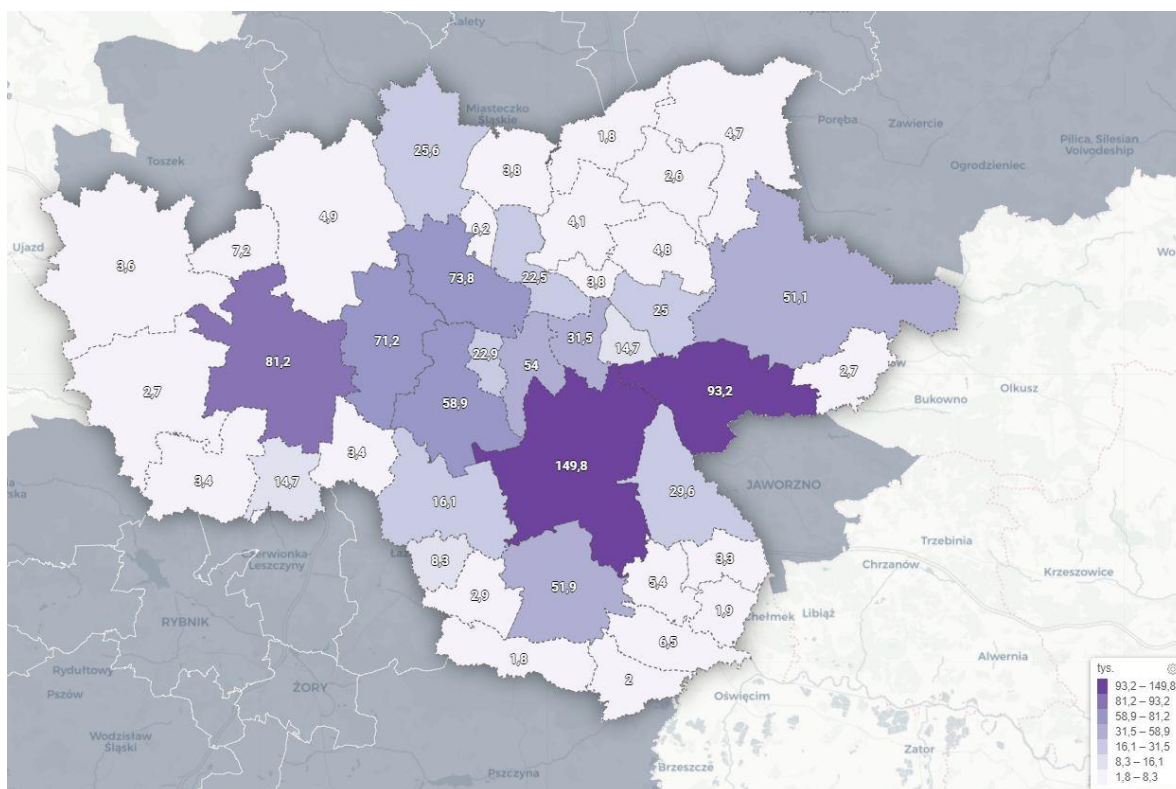 Kalety
Miasteczko
Śląskie
25,6
1,8
4,7
Poręba
Zawiercie
Pilica, Silesian
Voivodeship
Toszek
3,8
2,6
Ogrodzieniec
4,9
6,2
4,1
Ujazd
7,2
4,8
3,6
73,8
22,5
3,8
51,1
25
71,2
31,5
14,7
81,2
22,9
54
2,7
93,2
2,7
Olkusz
58,9
Bukowno
3,4
149,8
3,4
14,7
JAWORZNO
16,1
29,6
Trzebinia
Czerwionka-
Leszczyny
8,3
3,3
Chrzanów
Krzeszowice
51,9
5,4
2,9
1,9
Chełmek
Libiąż
RYBNIK
6,5
Alwernia
1,8
Rydułtowy
2
Pszów
ŻORY
Oświęcim
Wodzisław
Śląski
Zator
Pszczyna
Brzeszcze
tys.
93,2 – 149,8
81,2 – 93,2
58,9 – 81,2
31,5 – 58,9
16,1 – 31,5
8,3 – 16,1
1,8 – 8,3